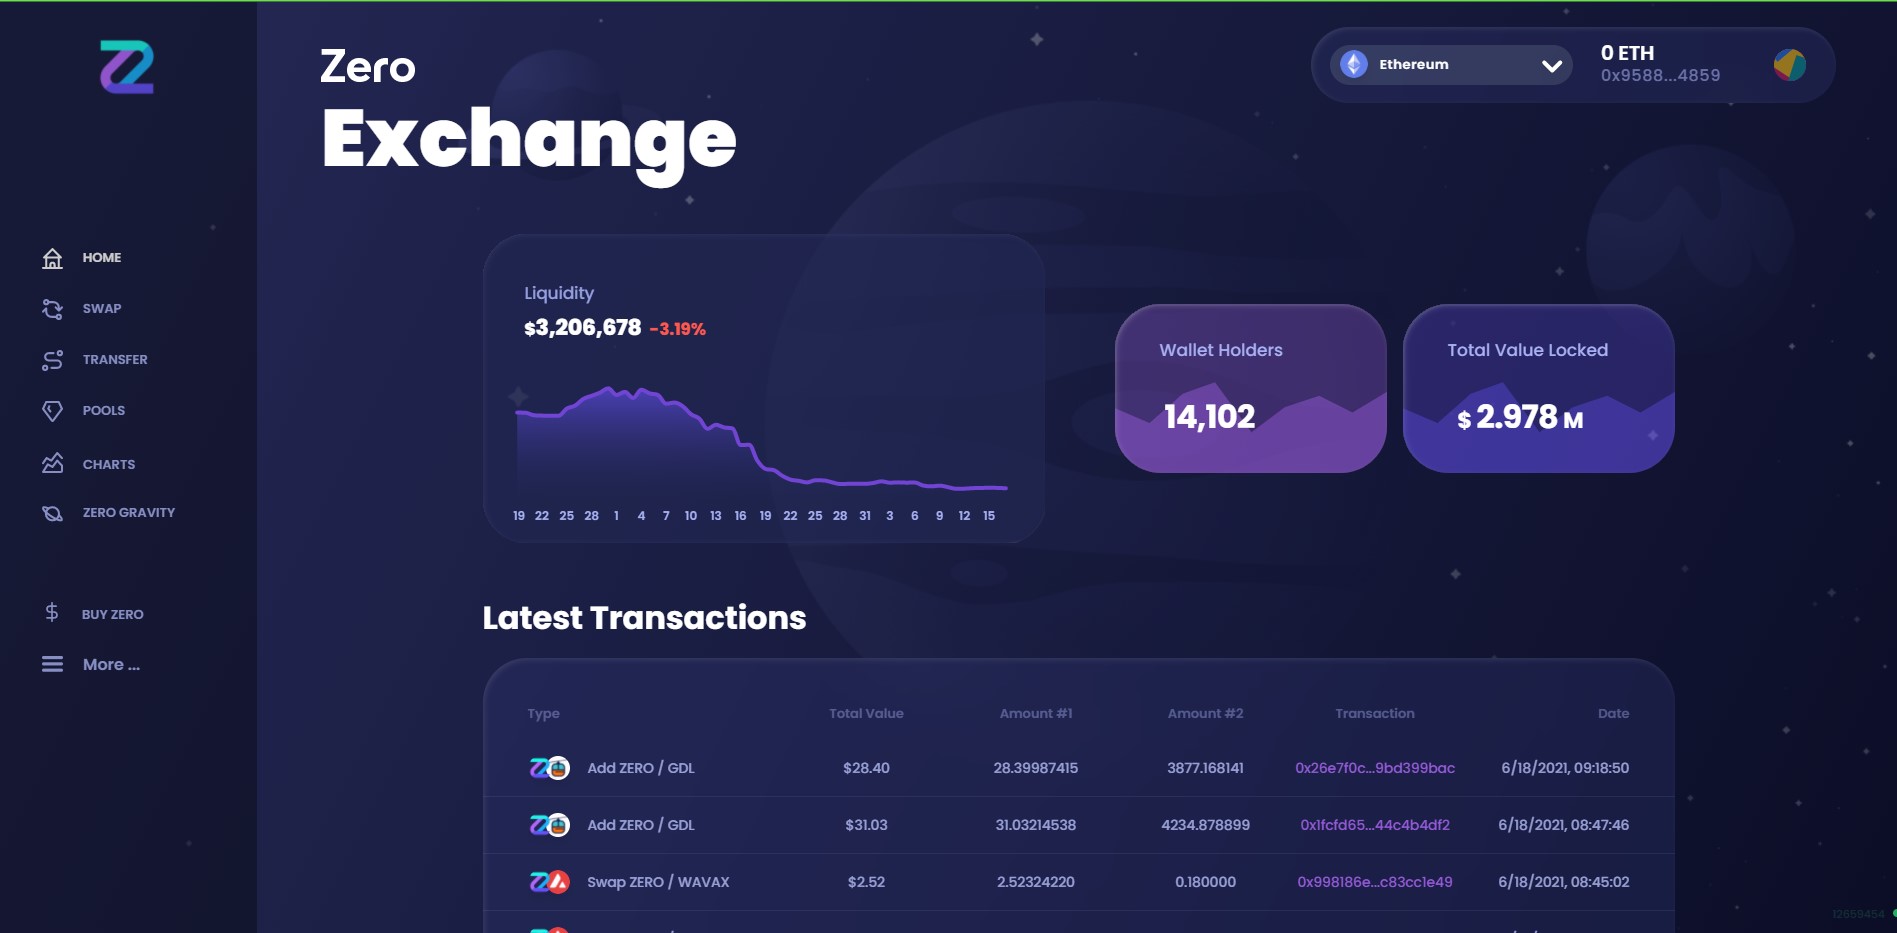 Zero
Exchange
Ethereum
0 ETH
0x9588...4859
HOME
SWAP
TRANSFER
POOLS
CHARTS
ZERO GRAVITY
BUY ZERO
More ...
Liquidity
$3,206,678 -3.19%
19 22 25 28 1 4 7 10 13 16 19 22 25 28 31 3 6 9 12 15
Wallet Holders
14,102
Total Value Locked
$ 2.978 M
Latest Transactions
Type Total Value Amount #1 Amount #2 Transaction Date
Add ZERO / GDL $28.40 28.39987415 3877.168141 0x26e7f0c...9bd399bac 6/18/2021, 09:18:50
Add ZERO / GDL $31.03 31.03214538 4234.878899 0x1fcfd65...44c4b4df2 6/18/2021, 08:47:46
Swap ZERO / WAVAX $2.52 2.52324220 0.180000 0x998186e...c83cc1e49 6/18/2021, 08:45:02
12659454